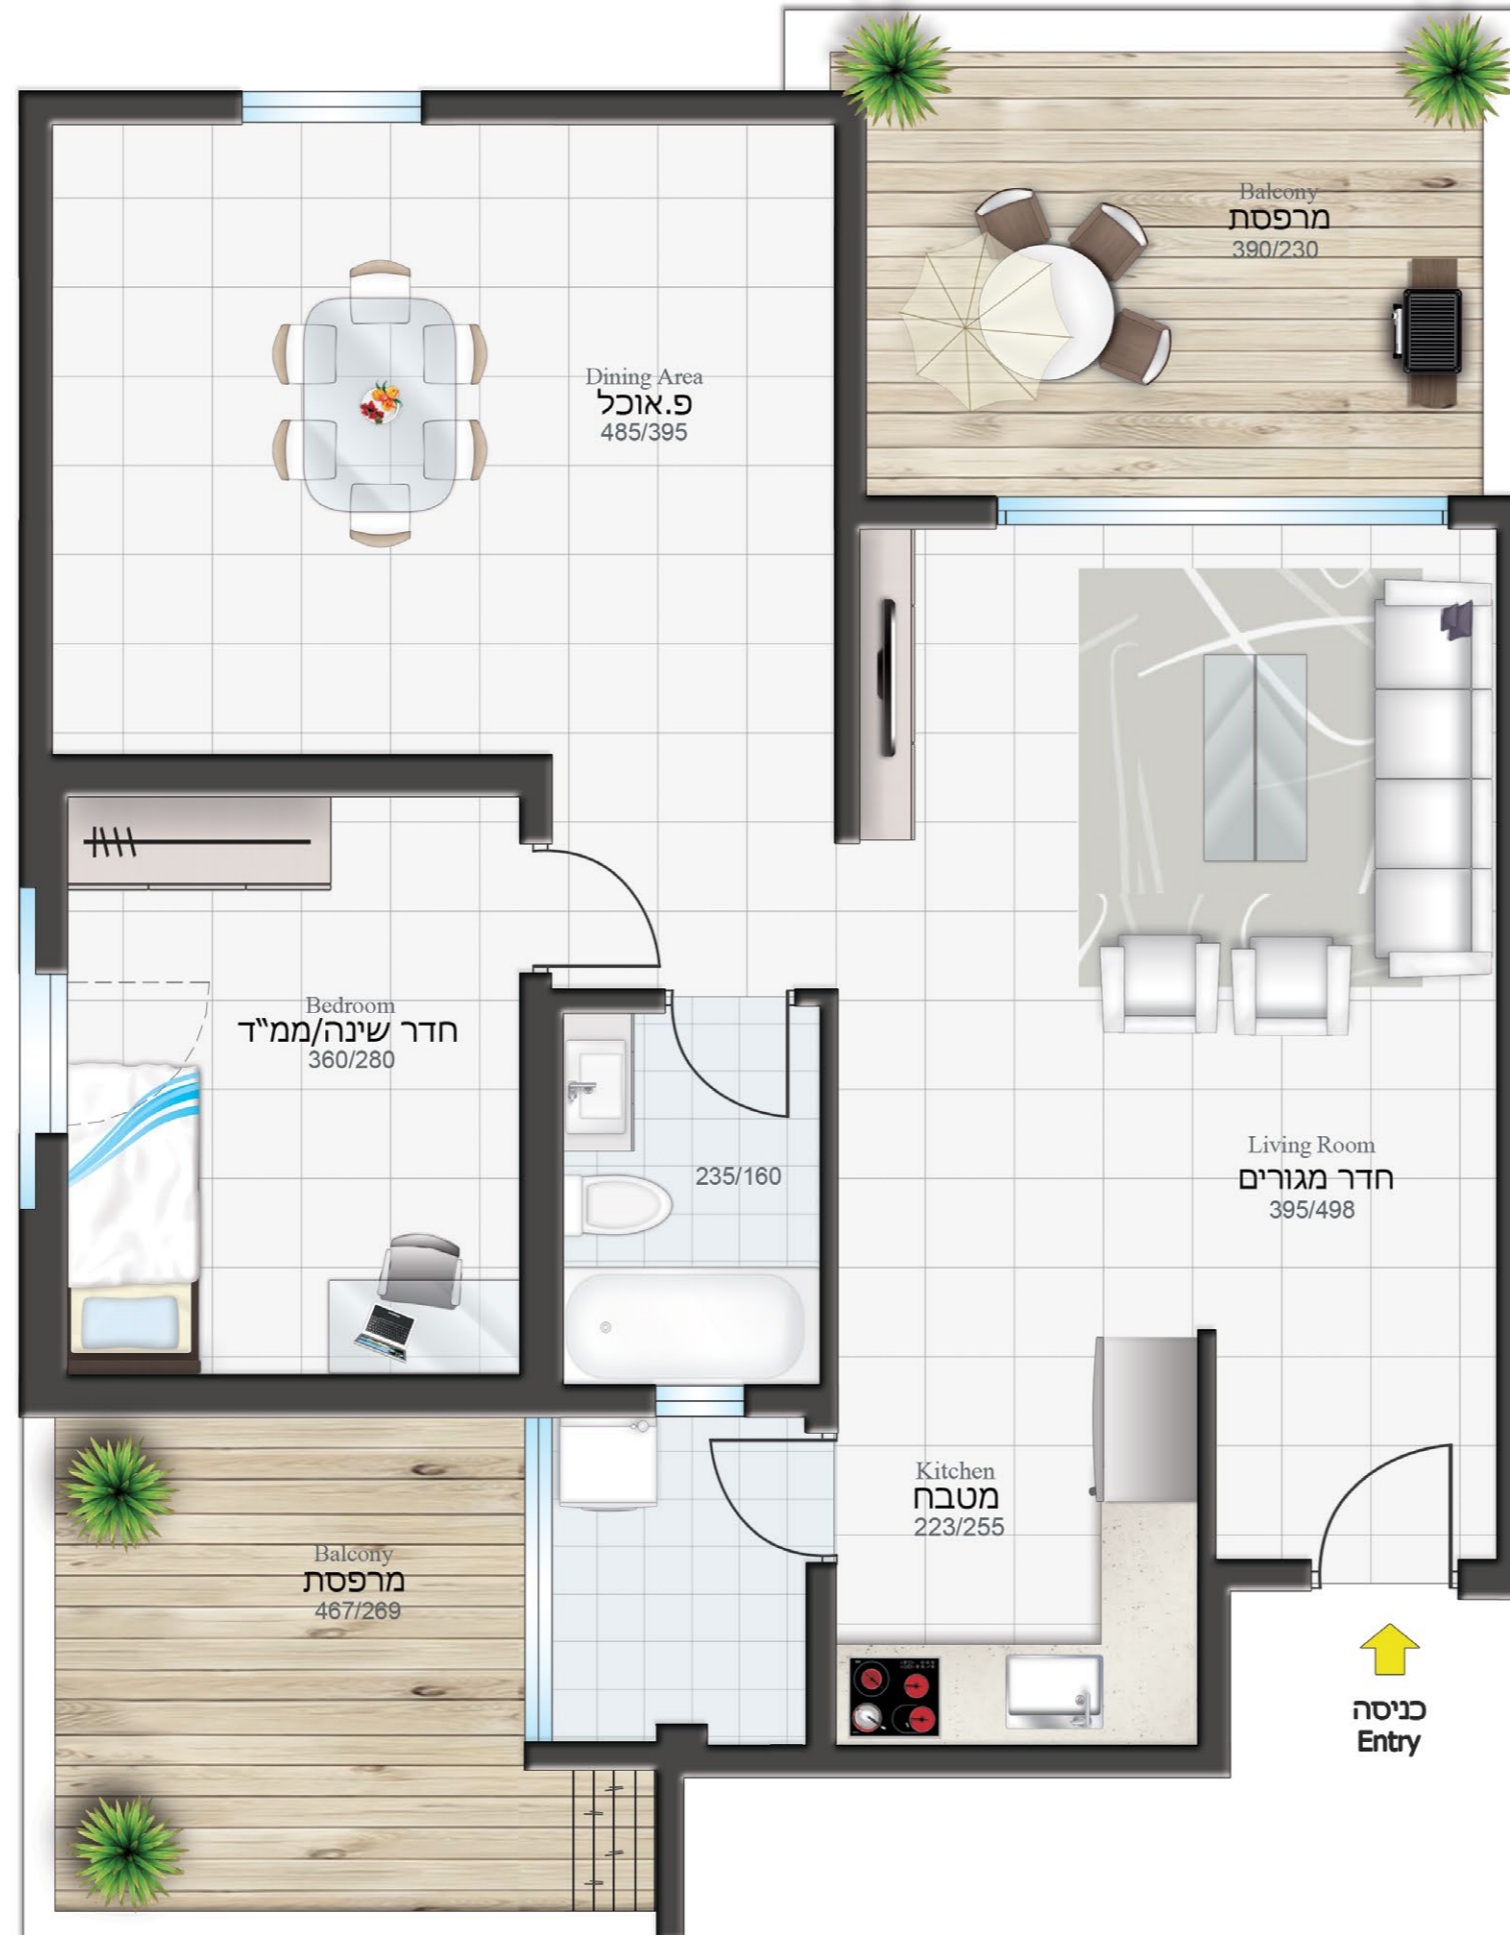 Balcony
מרפסת
390/230
Dining Area
פ.אוכל
485/395
Bedroom
חדר שינה/ממ״ד
360/280
235/160
Living Room
חדר מגורים
395/498
Kitchen
מטבח
223/255
Balcony
מרפסת
467/269
כניסה
Entry